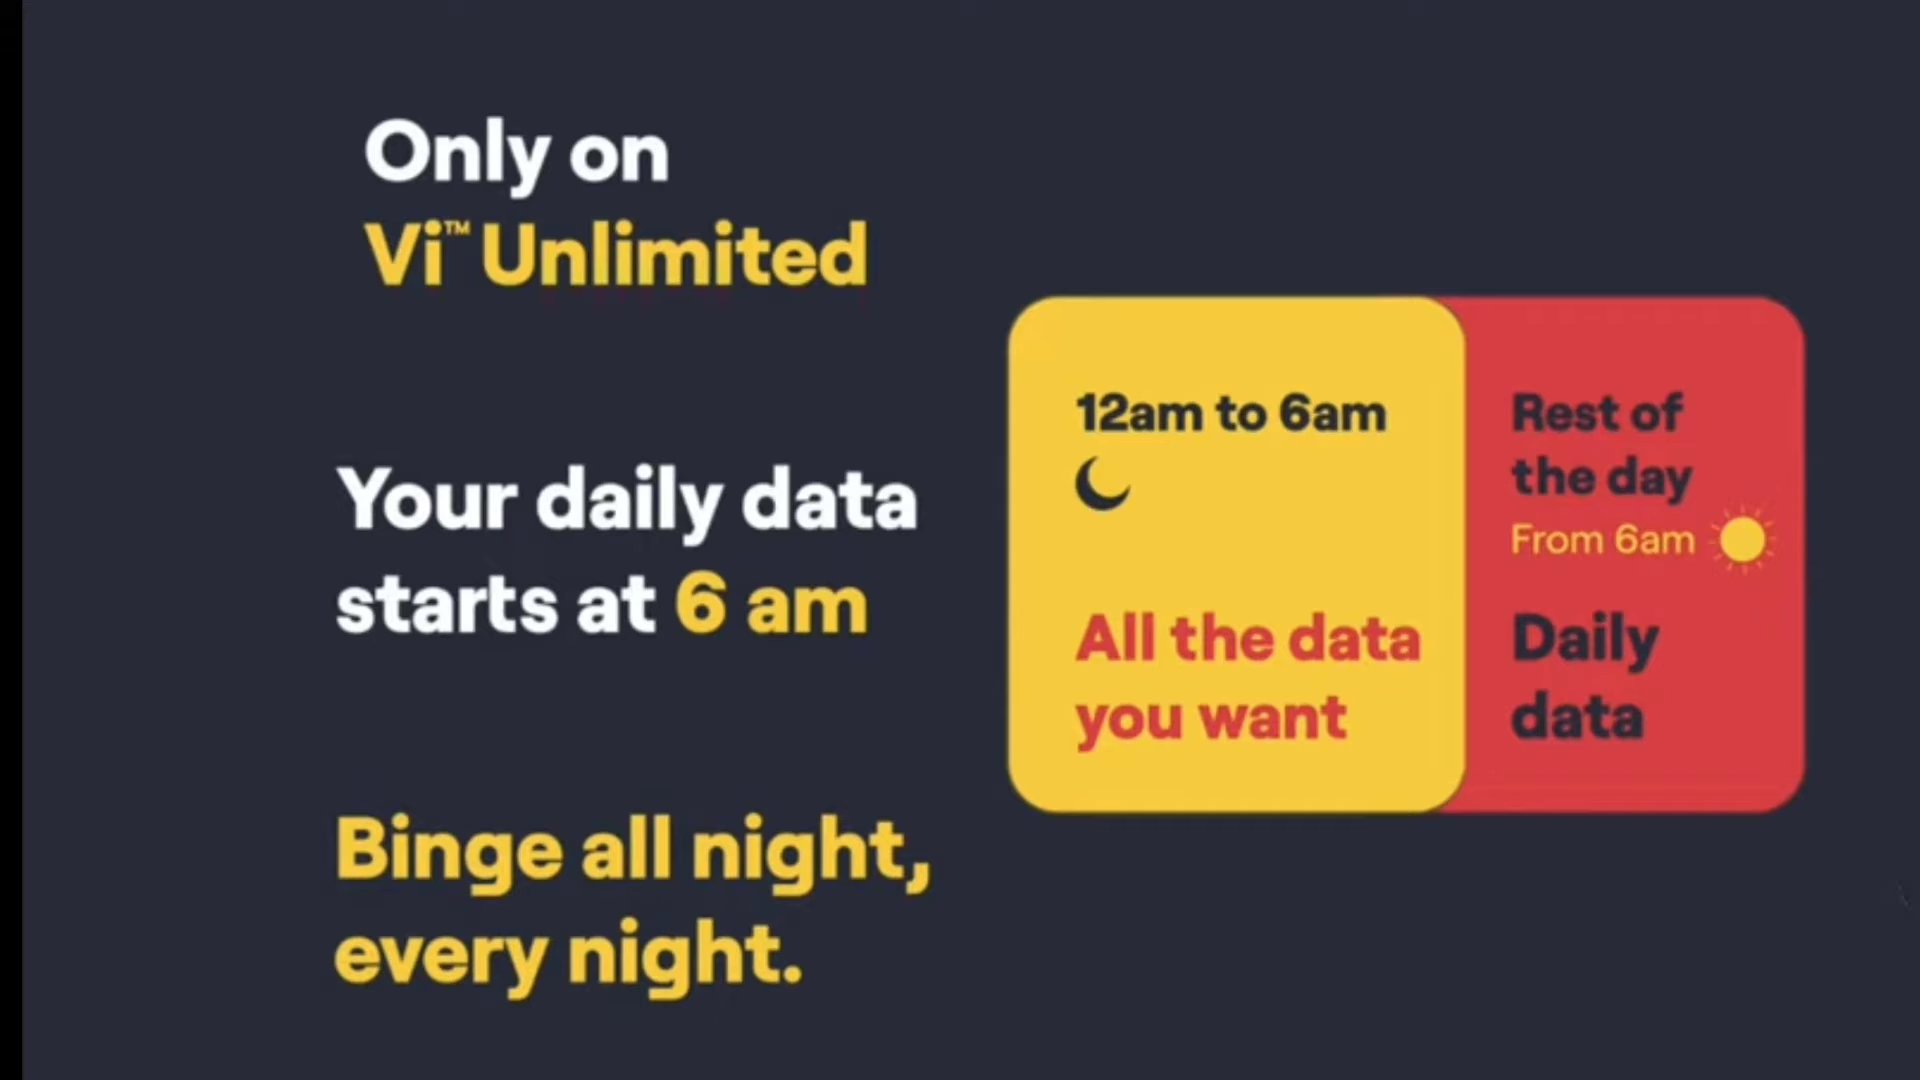 Only on
Vi™ Unlimited
Your daily data
starts at 6 am
Binge all night,
every night.
12am to 6am
All the data
you want
Rest of
the day
From 6am
Daily
data